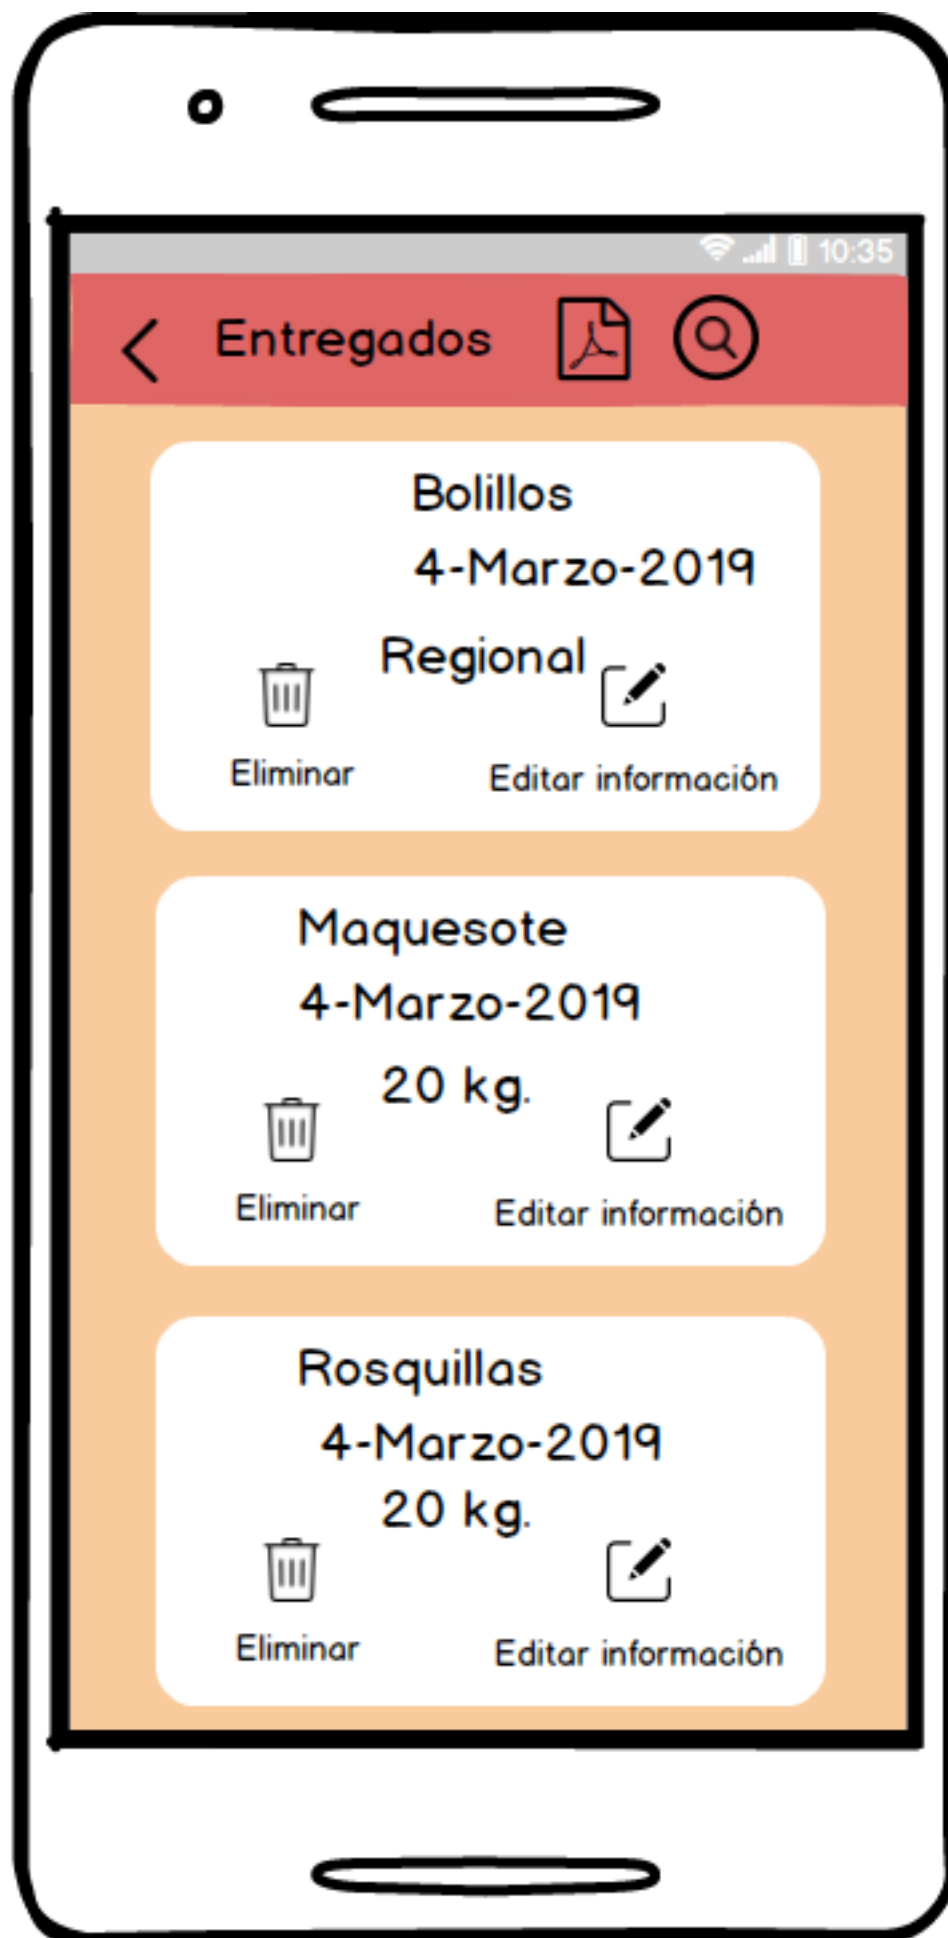 10:35
Entregados
Bolillos
4-Marzo-2019
Regional
Eliminar
Editar información
Maquesote
4-Marzo-2019
20 kg.
Eliminar
Editar información
Rosquillas
4-Marzo-2019
20 kg.
Eliminar
Editar información